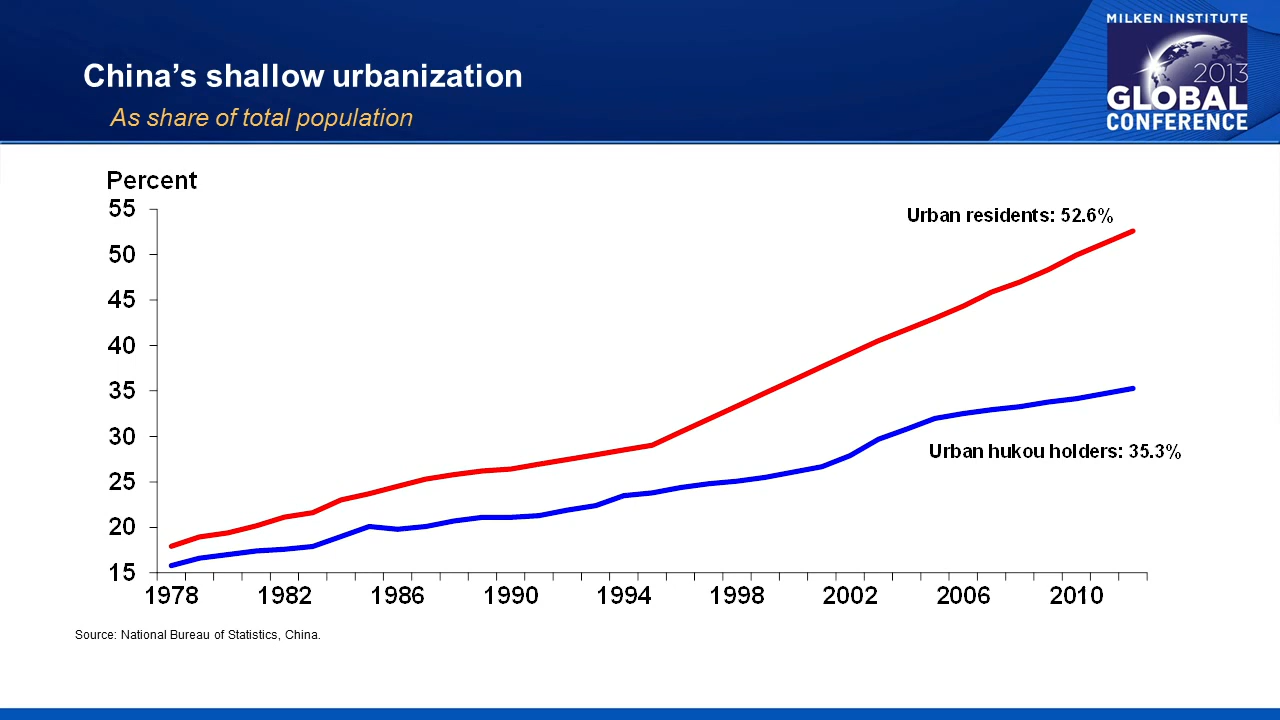 MILKEN INSTITUTE
2013
GLOBAL
CONFERENCE
China’s shallow urbanization
As share of total population
Percent
55
50
45
40
35
30
25
20
15
Urban residents: 52.6%
Urban hukou holders: 35.3%
1978 1982 1986 1990 1994 1998 2002 2006 2010
Source: National Bureau of Statistics, China.